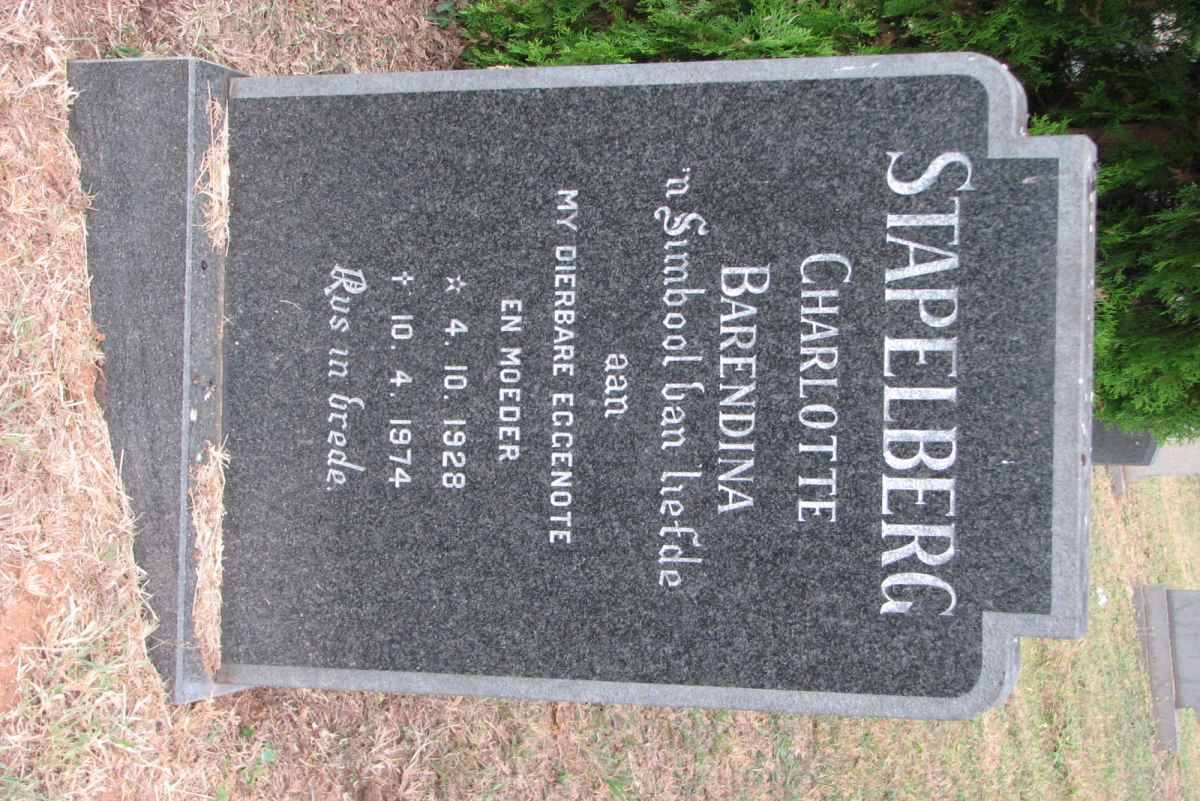 STAPELBERG
CHARLOTTE
BARENDINA
'n Simbool van liefde
aan
MY DIERBARE EGGENOTE
EN MOEDER
☆ 4. 10. 1928
✝ 10. 4. 1974
Rus in vrede.